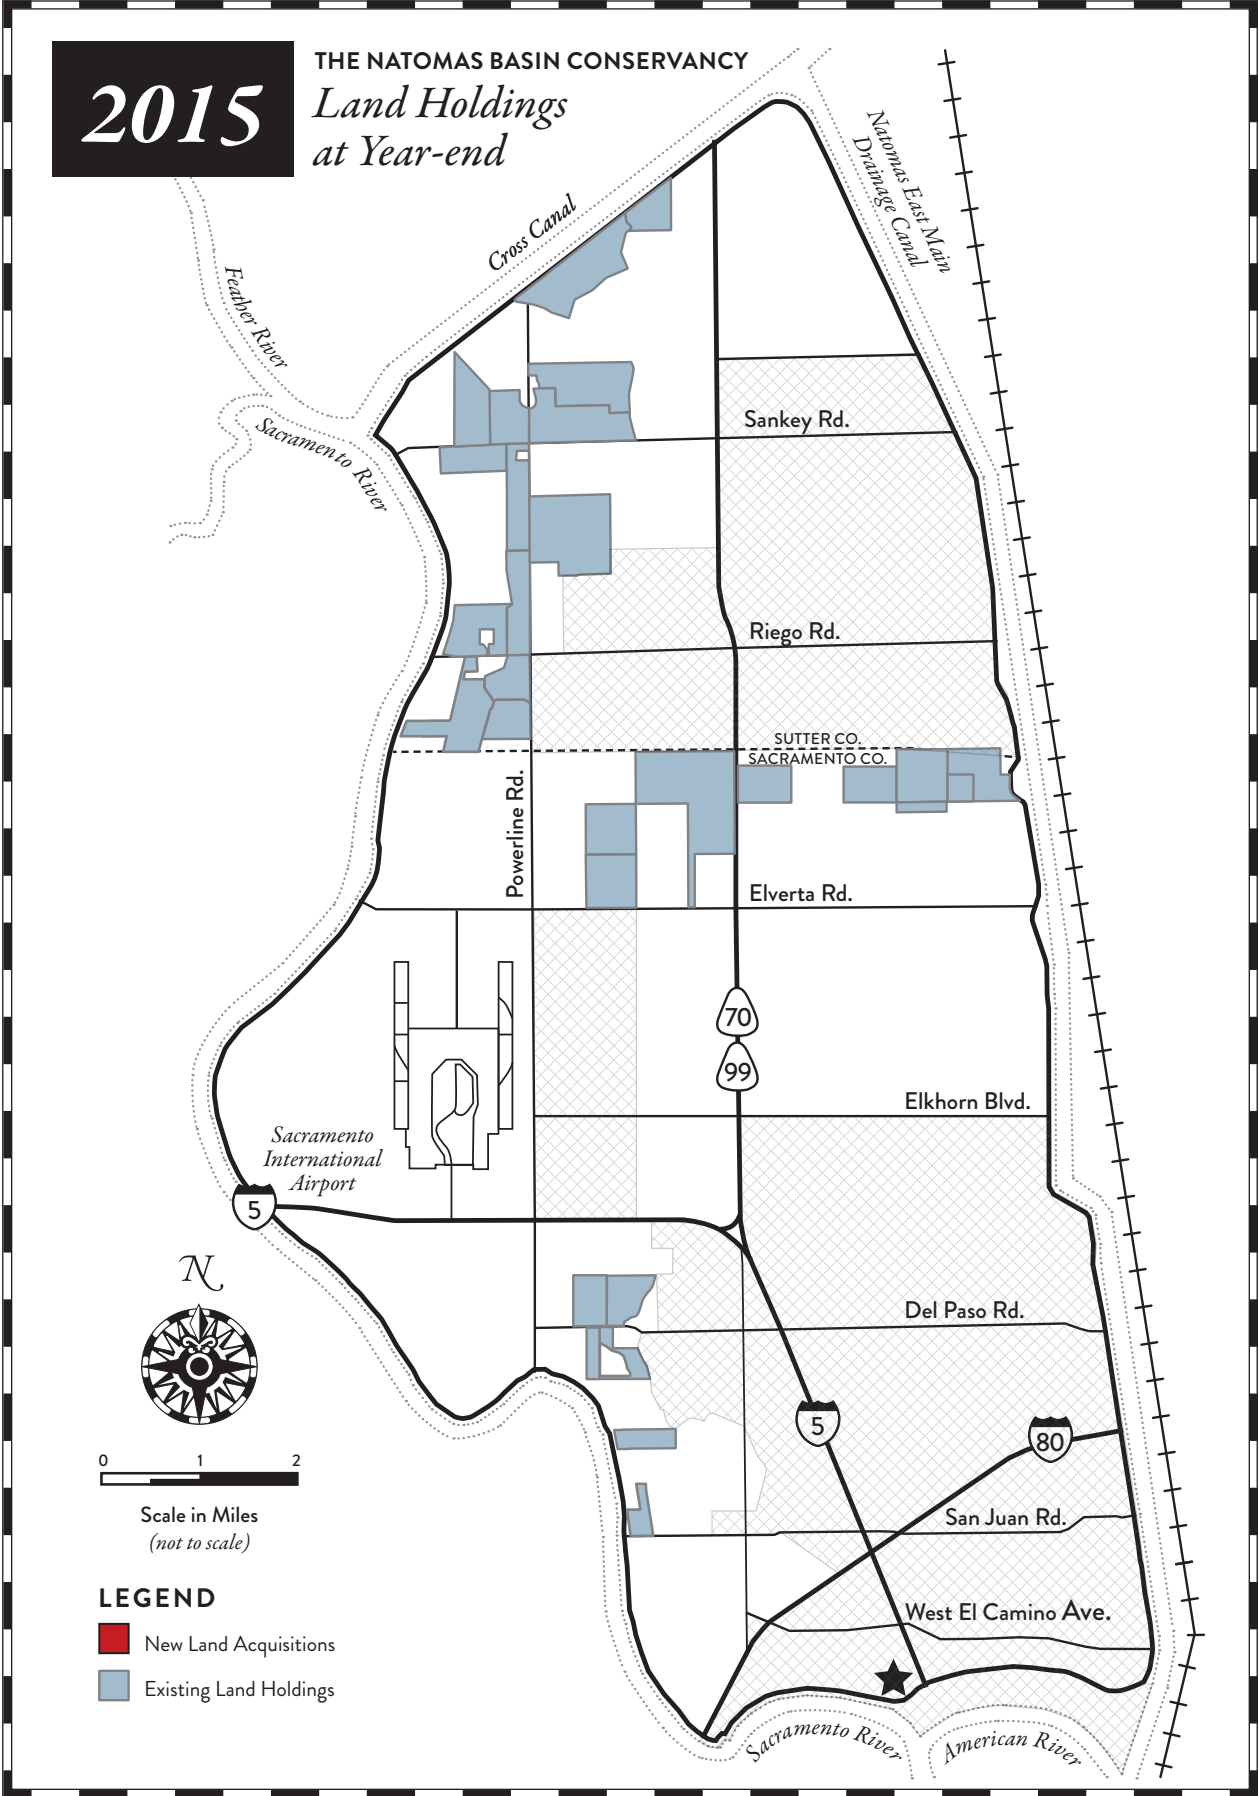 2015
THE NATOMAS BASIN CONSERVANCY
Land Holdings
at Year-end
Natomas East Main
Drainage Canal
Cross Canal
Feather River
Sacramento River
Sankey Rd.
Riego Rd.
SUTTER CO.
SACRAMENTO CO.
Powerline Rd.
Elverta Rd.
70
99
Elkhorn Blvd.
Sacramento
International
Airport
5
N
Del Paso Rd.
5
80
0 1 2
Scale in Miles
(not to scale)
San Juan Rd.
LEGEND
New Land Acquisitions
Existing Land Holdings
West El Camino Ave.
Sacramento River
American River